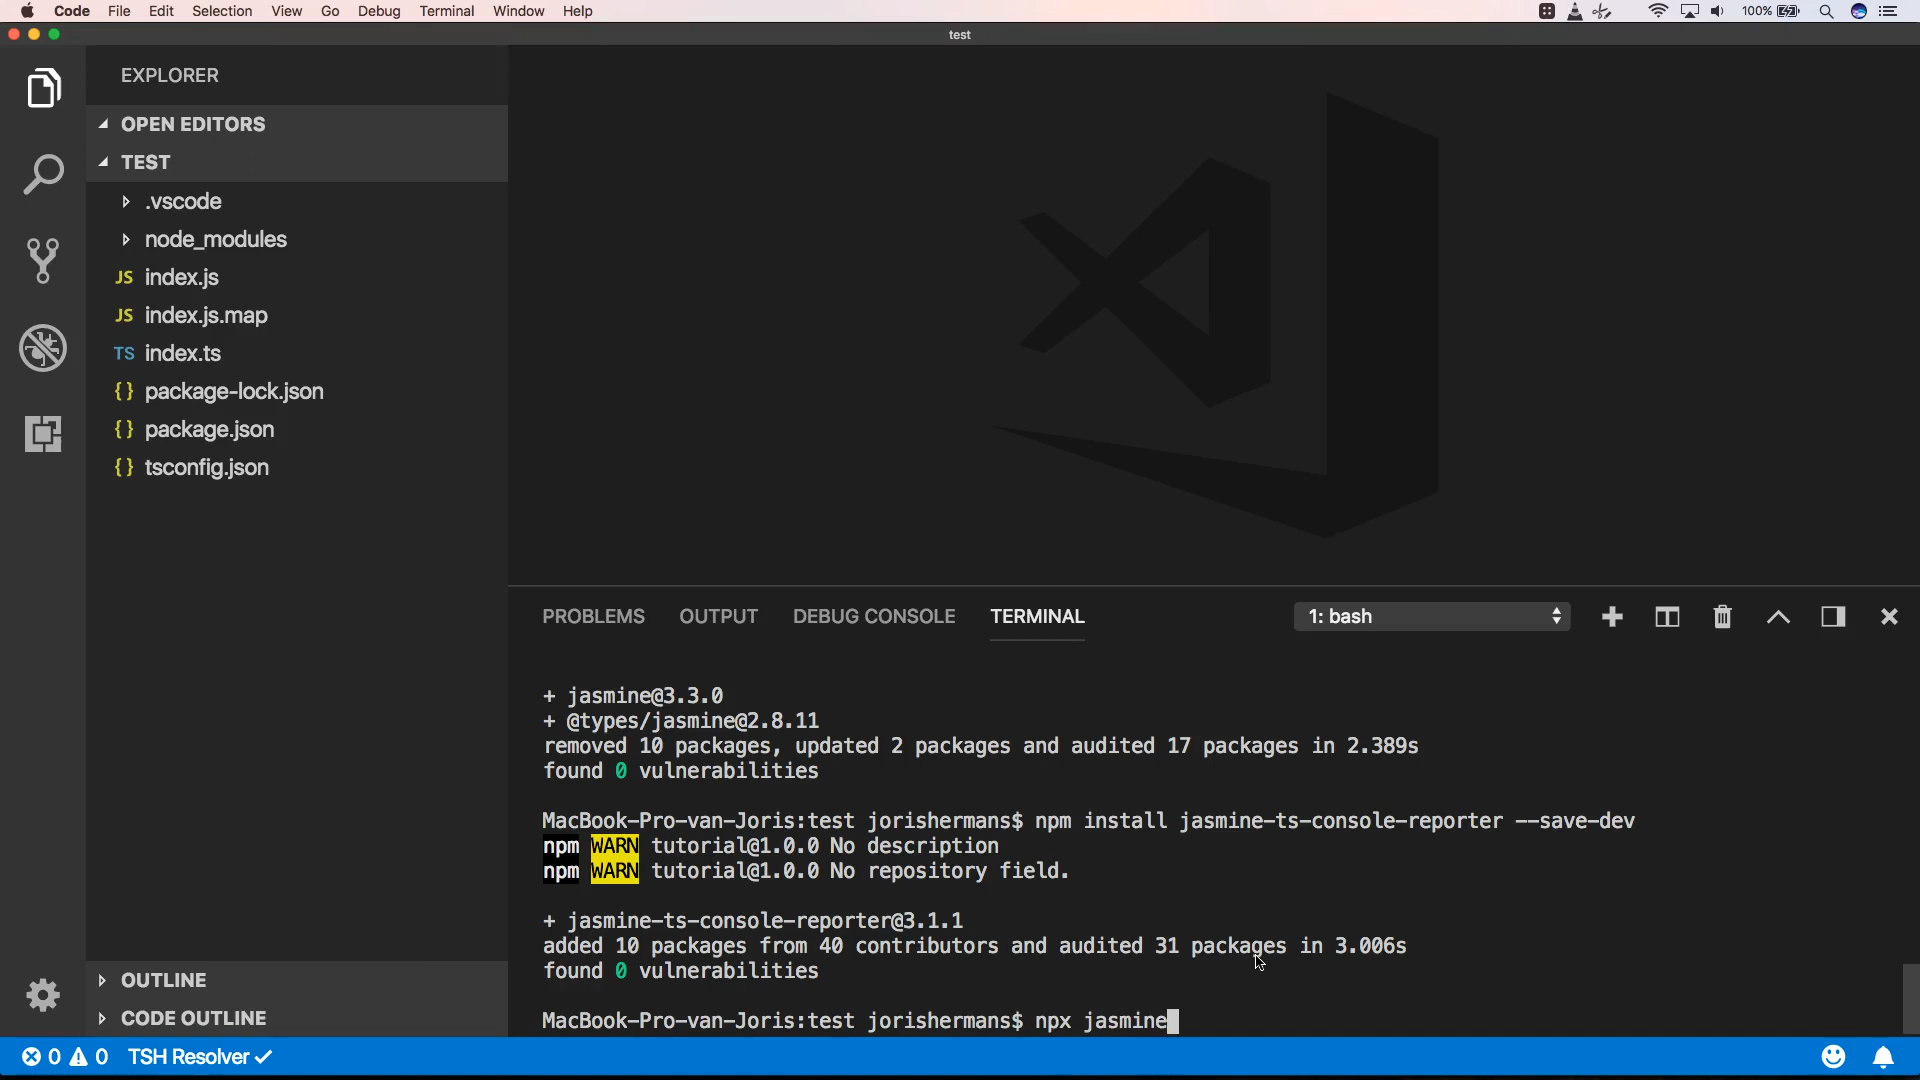 Code File Edit Selection View Go Debug Terminal Window Help 100%
test
EXPLORER
OPEN EDITORS
TEST
.vscode
node_modules
JS index.js
JS index.js.map
TS index.ts
{} package-lock.json
{} package.json
{} tsconfig.json
OUTLINE
CODE OUTLINE
PROBLEMS OUTPUT DEBUG CONSOLE TERMINAL 1: bash
+ jasmine@3.3.0
+ @types/jasmine@2.8.11
removed 10 packages, updated 2 packages and audited 17 packages in 2.389s
found 0 vulnerabilities
MacBook-Pro-van-Joris:test jorishermans$ npm install jasmine-ts-console-reporter --save-dev
npm WARN tutorial@1.0.0 No description
npm WARN tutorial@1.0.0 No repository field.
+ jasmine-ts-console-reporter@3.1.1
added 10 packages from 40 contributors and audited 31 packages in 3.006s
found 0 vulnerabilities
MacBook-Pro-van-Joris:test jorishermans$ npx jasmine
0 0 TSH Resolver